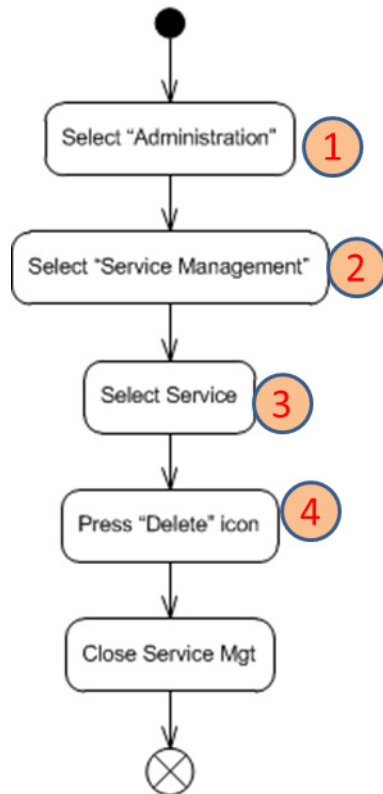 Select “Administration”
1
Select “Service Management”
2
Select Service
3
Press “Delete” icon
4
Close Service Mgt